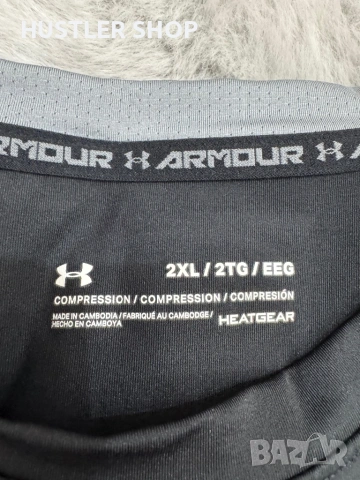 HUSTLER SHOP
ARMOUR ARMOUR
2XL / 2TG / EEG
COMPRESSION / COMPRESSION / COMPRESIÓN
MADE IN CAMBODIA / FABRIQUÉ AU CAMBODGE /
HECHO EN CAMBOYA
HEATGEAR
BAZAR